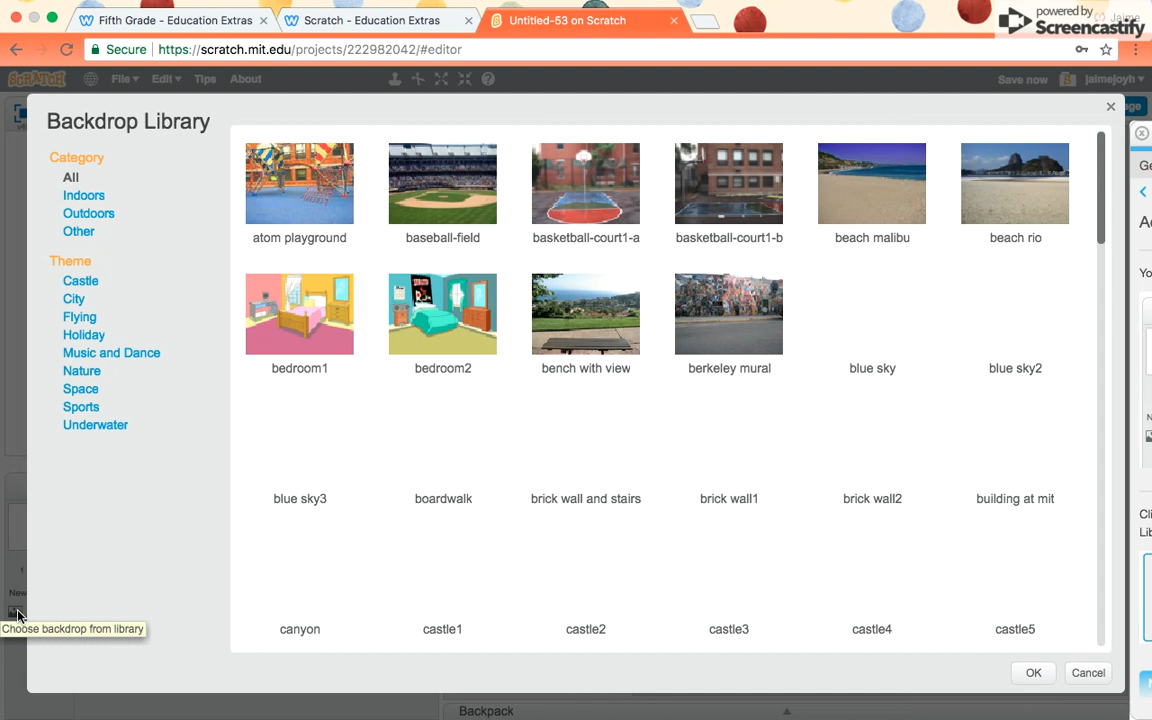 Fifth Grade - Education Extras
Scratch - Education Extras
Untitled-53 on Scratch
Jaime
powered by
Screencastify
Secure https://scratch.mit.edu/projects/222982042/#editor
SCRATCH
File
Edit
Tips
About
Save now
jaimejoyh
Backdrop Library
Category
All
Indoors
Outdoors
Other
Theme
Castle
City
Flying
Holiday
Music and Dance
Nature
Space
Sports
Underwater
atom playground
baseball-field
basketball-court1-a
basketball-court1-b
beach malibu
beach rio
bedroom1
bedroom2
bench with view
berkeley mural
blue sky
blue sky2
blue sky3
boardwalk
brick wall and stairs
brick wall1
brick wall2
building at mit
canyon
castle1
castle2
castle3
castle4
castle5
New
Choose backdrop from library
OK
Cancel
Backpack